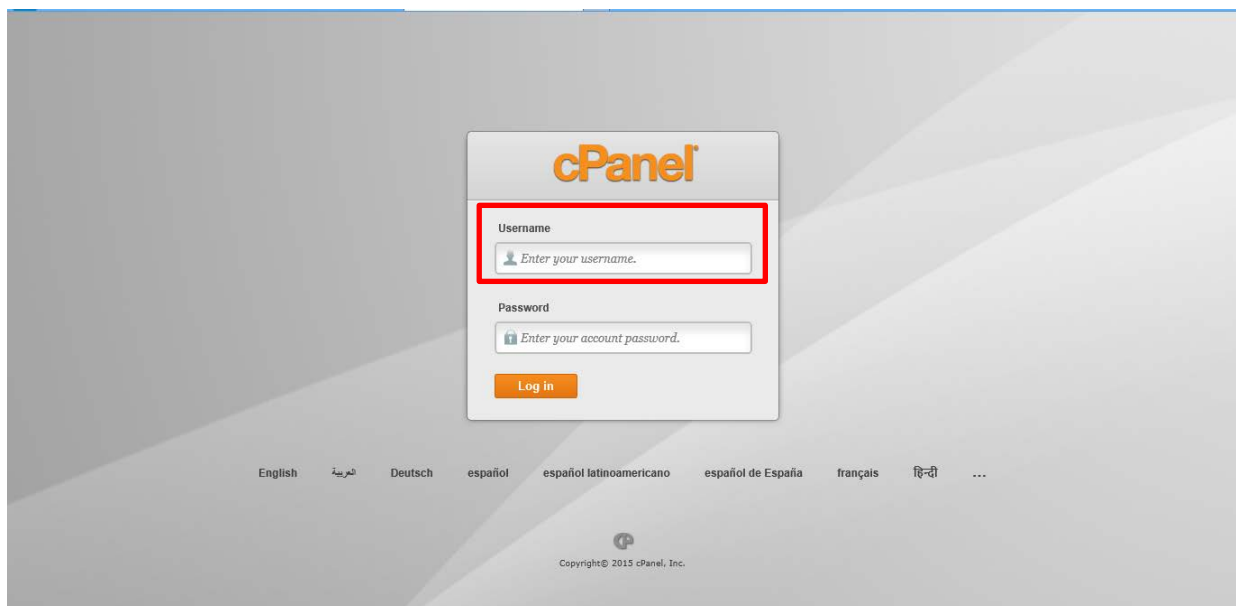 cPanel®
Username
Enter your username.
Password
Enter your account password.
Log in
English العربية Deutsch español español latinoamericano español de España français हिन्दी ...
cP
Copyright© 2015 cPanel, Inc.